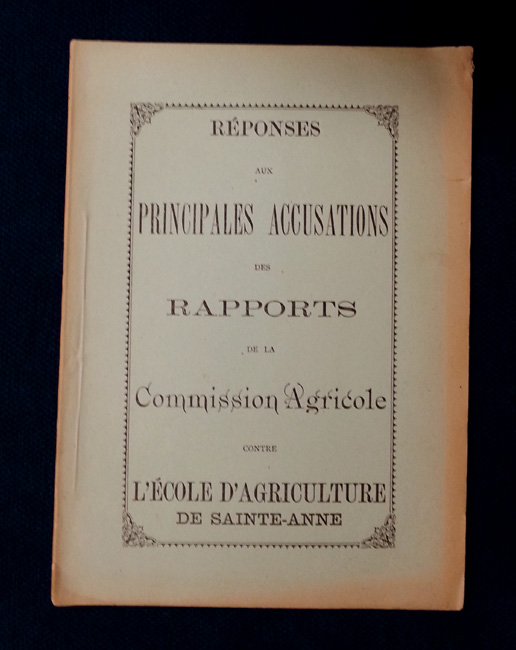 RÉPONSES
AUX
PRINCIPALES ACCUSATIONS
DES
RAPPORTS
DE LA
Commission Agricole
CONTRE
L'ÉCOLE D'AGRICULTURE
DE SAINTE-ANNE